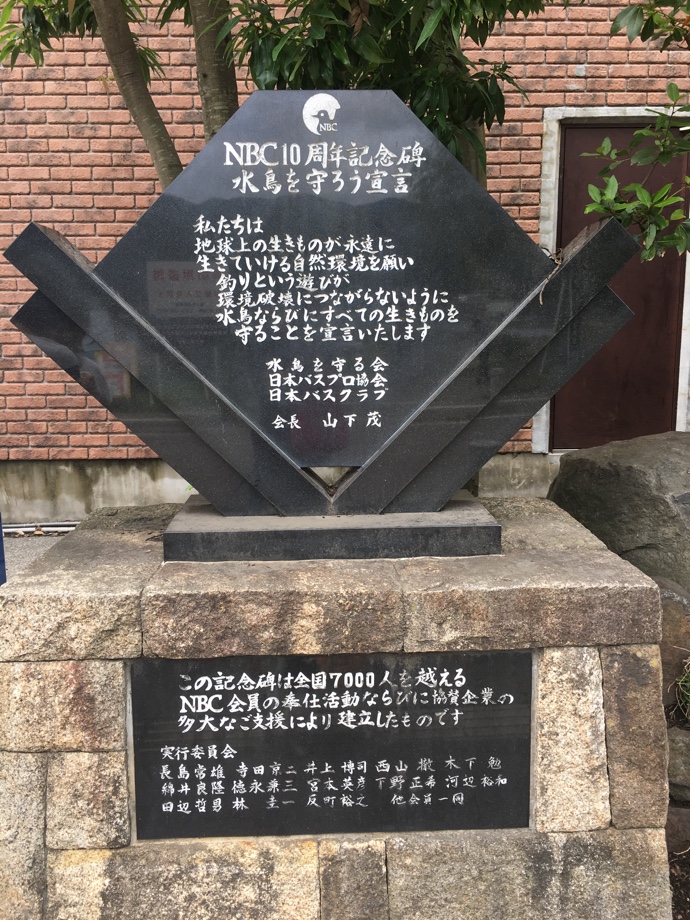 NBC
NBC10周年記念碑
水鳥を守ろう宣言
私たちは
地球上の生きものが永遠に
生きていける自然環境を願い
釣りという遊びが
環境破壊につながらないように
水鳥ならびにすべての生きものを
守ることを宣言いたします
水鳥を守る会
日本バスプロ協会
日本バスクラブ
会長 山下茂
この記念碑は全国7000人を越える
NBC会員の奉仕活動ならびに協賛企業の
多大なご支援により建立したものです
実行委員会
長島常雄 寺田京二 井上博司 西山徹 木下勉
綿井良隆 徳永兼三 宮本英彦 下野正希 河辺裕和
田辺哲男 林圭一 反町裕之 他会員一同